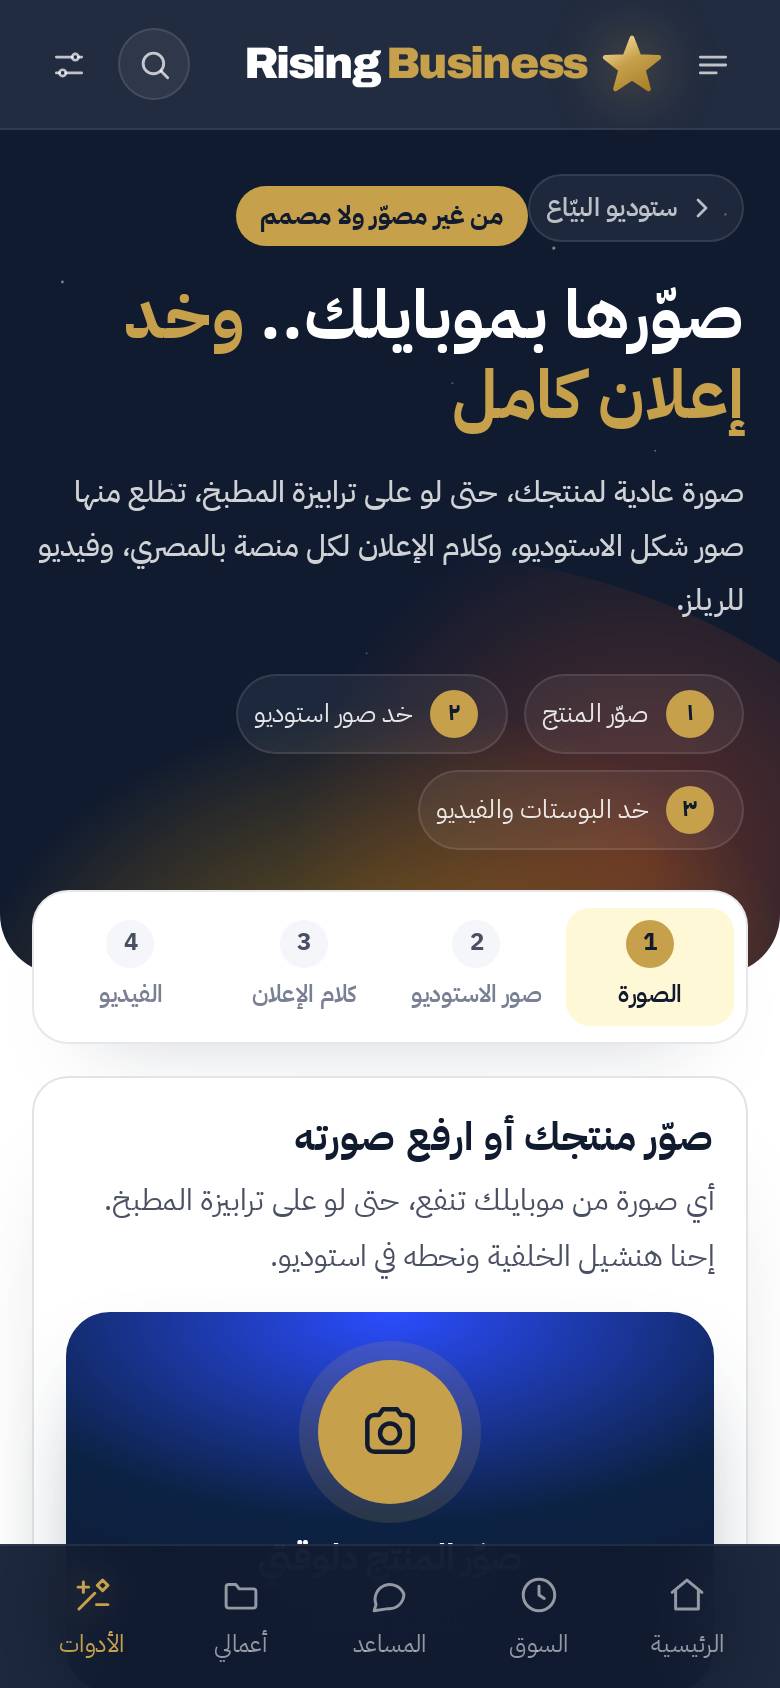 Rising Business
ستوديو البيّاع
من غير مصوّر ولا مصمم
صوّرها بموبايلك.. وخد
إعلان كامل
صورة عادية لمنتجك، حتى لو على ترابيزة المطبخ، تطلع منها
صور شكل الاستوديو، وكلام الإعلان لكل منصة بالمصري، وفيديو
للريلز.
١ صوّر المنتج
٢ خد صور استوديو
٣ خد البوستات والفيديو
1 الصورة
2 صور الاستوديو
3 كلام الإعلان
4 الفيديو
صوّر منتجك أو ارفع صورته
أي صورة من موبايلك تنفع، حتى لو على ترابيزة المطبخ.
إحنا هنشيل الخلفية ونحطه في استوديو.
صوّر المنتج دلوقتي
الرئيسية
السوق
المساعد
أعمالي
الأدوات